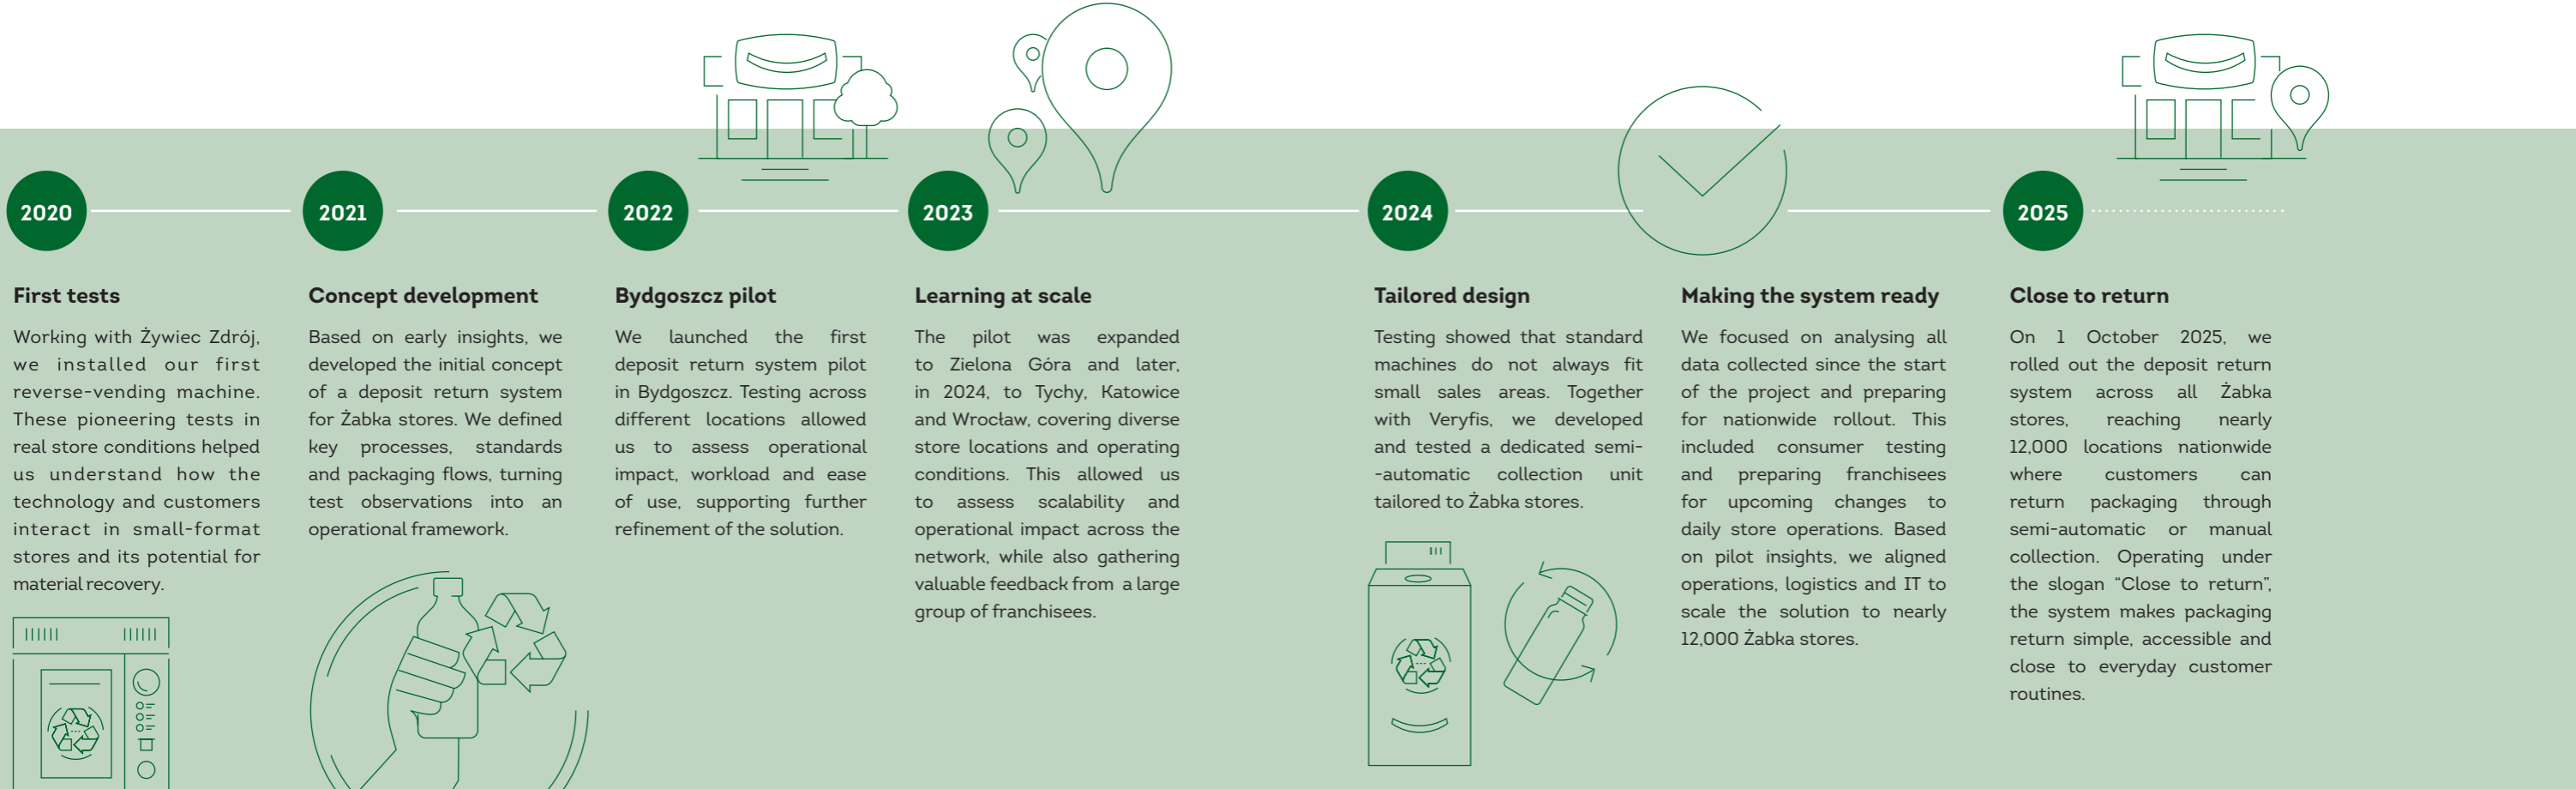 2020
First tests
Working with Żywiec Zdrój,
we installed our first
reverse-vending machine.
These pioneering tests in
real store conditions helped
us understand how the
technology and customers
interact in small-format
stores and its potential for
material recovery.
2021
Concept development
Based on early insights, we
developed the initial concept
of a deposit return system
for Żabka stores. We defined
key processes, standards
and packaging flows, turning
test observations into an
operational framework.
2022
Bydgoszcz pilot
We launched the first
deposit return system pilot
in Bydgoszcz. Testing across
different locations allowed
us to assess operational
impact, workload and ease
of use, supporting further
refinement of the solution.
2023
Learning at scale
The pilot was expanded
to Zielona Góra and later,
in 2024, to Tychy, Katowice
and Wrocław, covering diverse
store locations and operating
conditions. This allowed us
to assess scalability and
operational impact across the
network, while also gathering
valuable feedback from a large
group of franchisees.
2024
Tailored design
Testing showed that standard
machines do not always fit
small sales areas. Together
with Veryfis, we developed
and tested a dedicated semi-
-automatic collection unit
tailored to Żabka stores.
Making the system ready
We focused on analysing all
data collected since the start
of the project and preparing
for nationwide rollout. This
included consumer testing
and preparing franchisees
for upcoming changes to
daily store operations. Based
on pilot insights, we aligned
operations, logistics and IT to
scale the solution to nearly
12,000 Żabka stores.
2025
Close to return
On 1 October 2025, we
rolled out the deposit return
system across all Żabka
stores, reaching nearly
12,000 locations nationwide
where customers can
return packaging through
semi-automatic or manual
collection. Operating under
the slogan “Close to return”,
the system makes packaging
return simple, accessible and
close to everyday customer
routines.